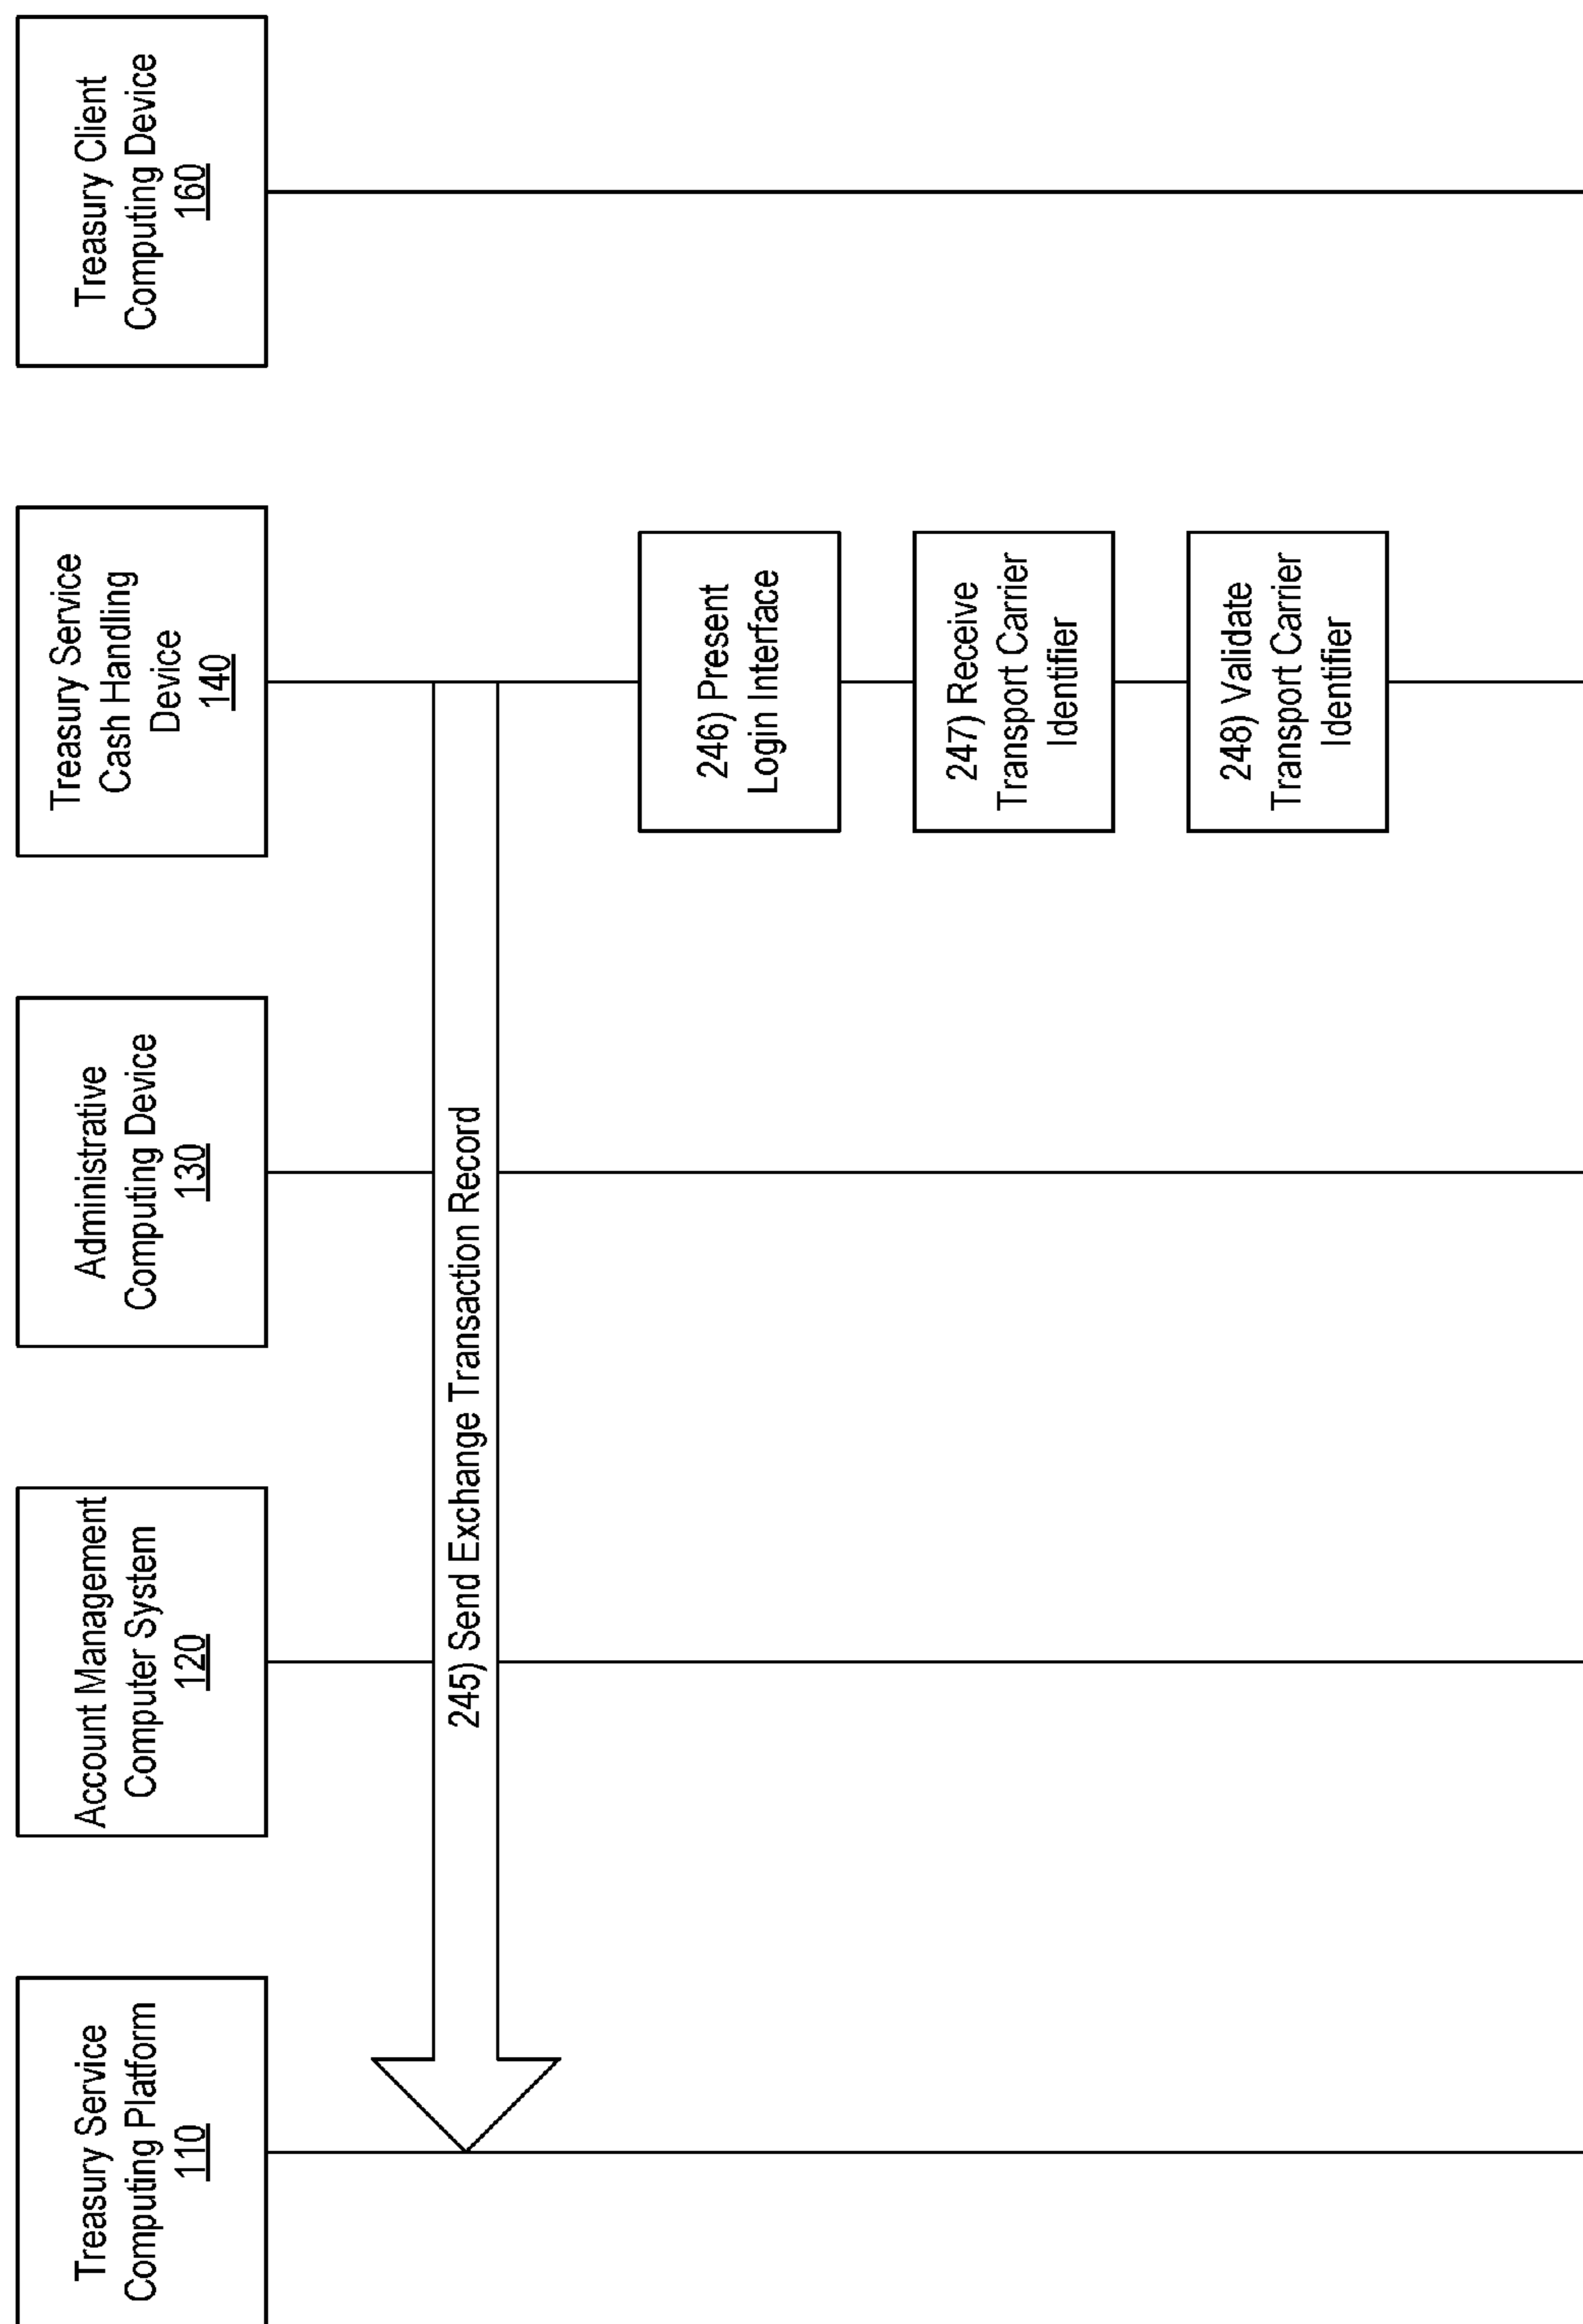 Treasury Service
Computing Platform
110
Account Management
Computer System
120
Administrative
Computing Device
130
Treasury Service
Cash Handling
Device
140
Treasury Client
Computing Device
160
245) Send Exchange Transaction Record
246) Present
Login Interface
247) Receive
Transport Carrier
Identifier
248) Validate
Transport Carrier
Identifier